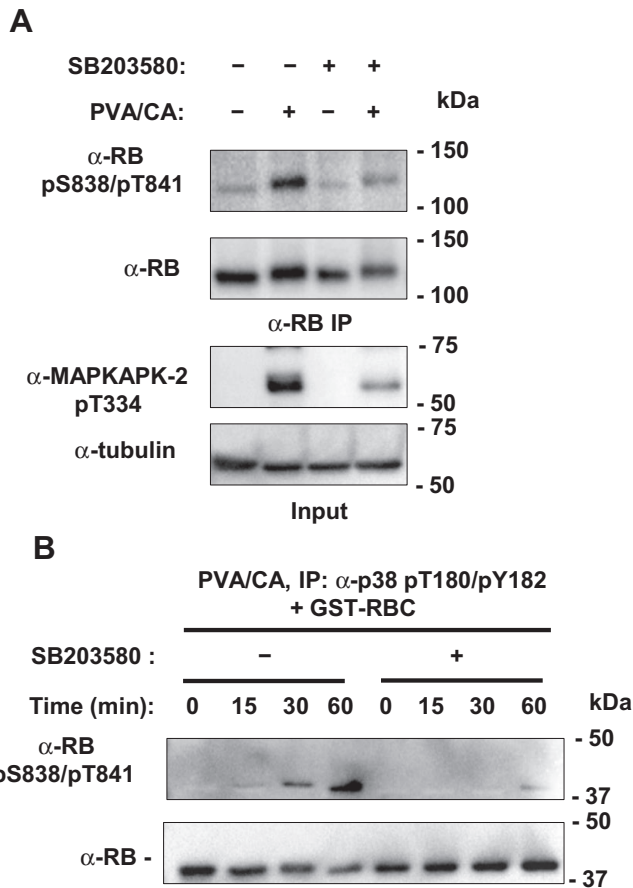 A
SB203580: – – + +
PVA/CA: – + – +
kDa
α-RB
pS838/pT841
- 150
- 100
α-RB
- 150
- 100
α-RB IP
α-MAPKAPK-2
pT334
- 75
- 50
α-tubulin
- 75
- 50
Input
B
PVA/CA, IP: α-p38 pT180/pY182
+ GST-RBC
SB203580 : – +
Time (min): 0 15 30 60 0 15 30 60 kDa
α-RB
pS838/pT841
- 50
- 37
α-RB -
- 50
- 37